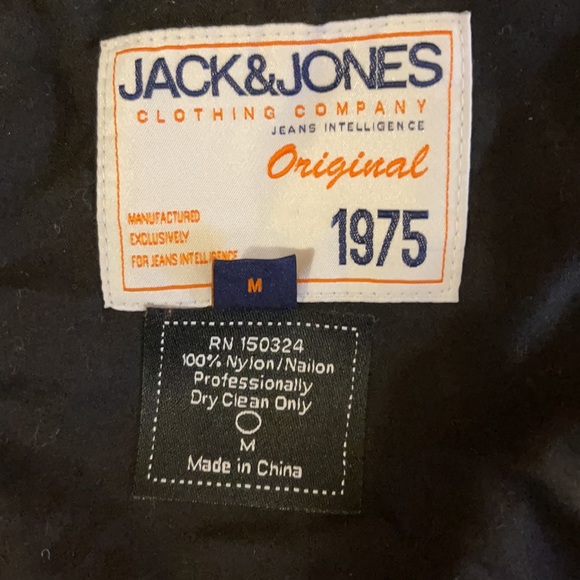 JACK&JONES
CLOTHING COMPANY
JEANS INTELLIGENCE
Original
1975
MANUFACTURED
EXCLUSIVELY
FOR JEANS INTELLIGENCE
M
RN 150324
100% Nylon/Nailon
Professionally
Dry Clean Only
M
Made in China